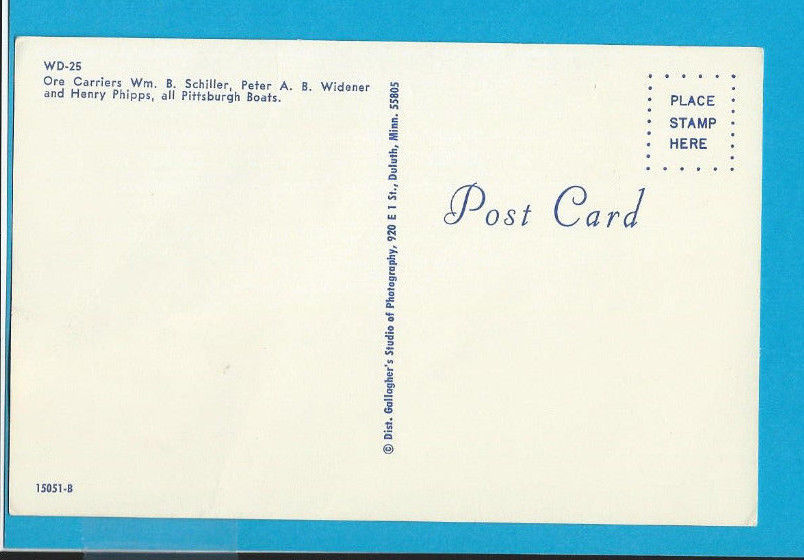 WD-25
Ore Carriers Wm. B. Schiller, Peter A. B. Widener
and Henry Phipps, all Pittsburgh Boats.
© Dist. Gallagher's Studio of Photography, 920 E 1 St., Duluth, Minn. 55805
PLACE
STAMP
HERE
Post Card
15051-B